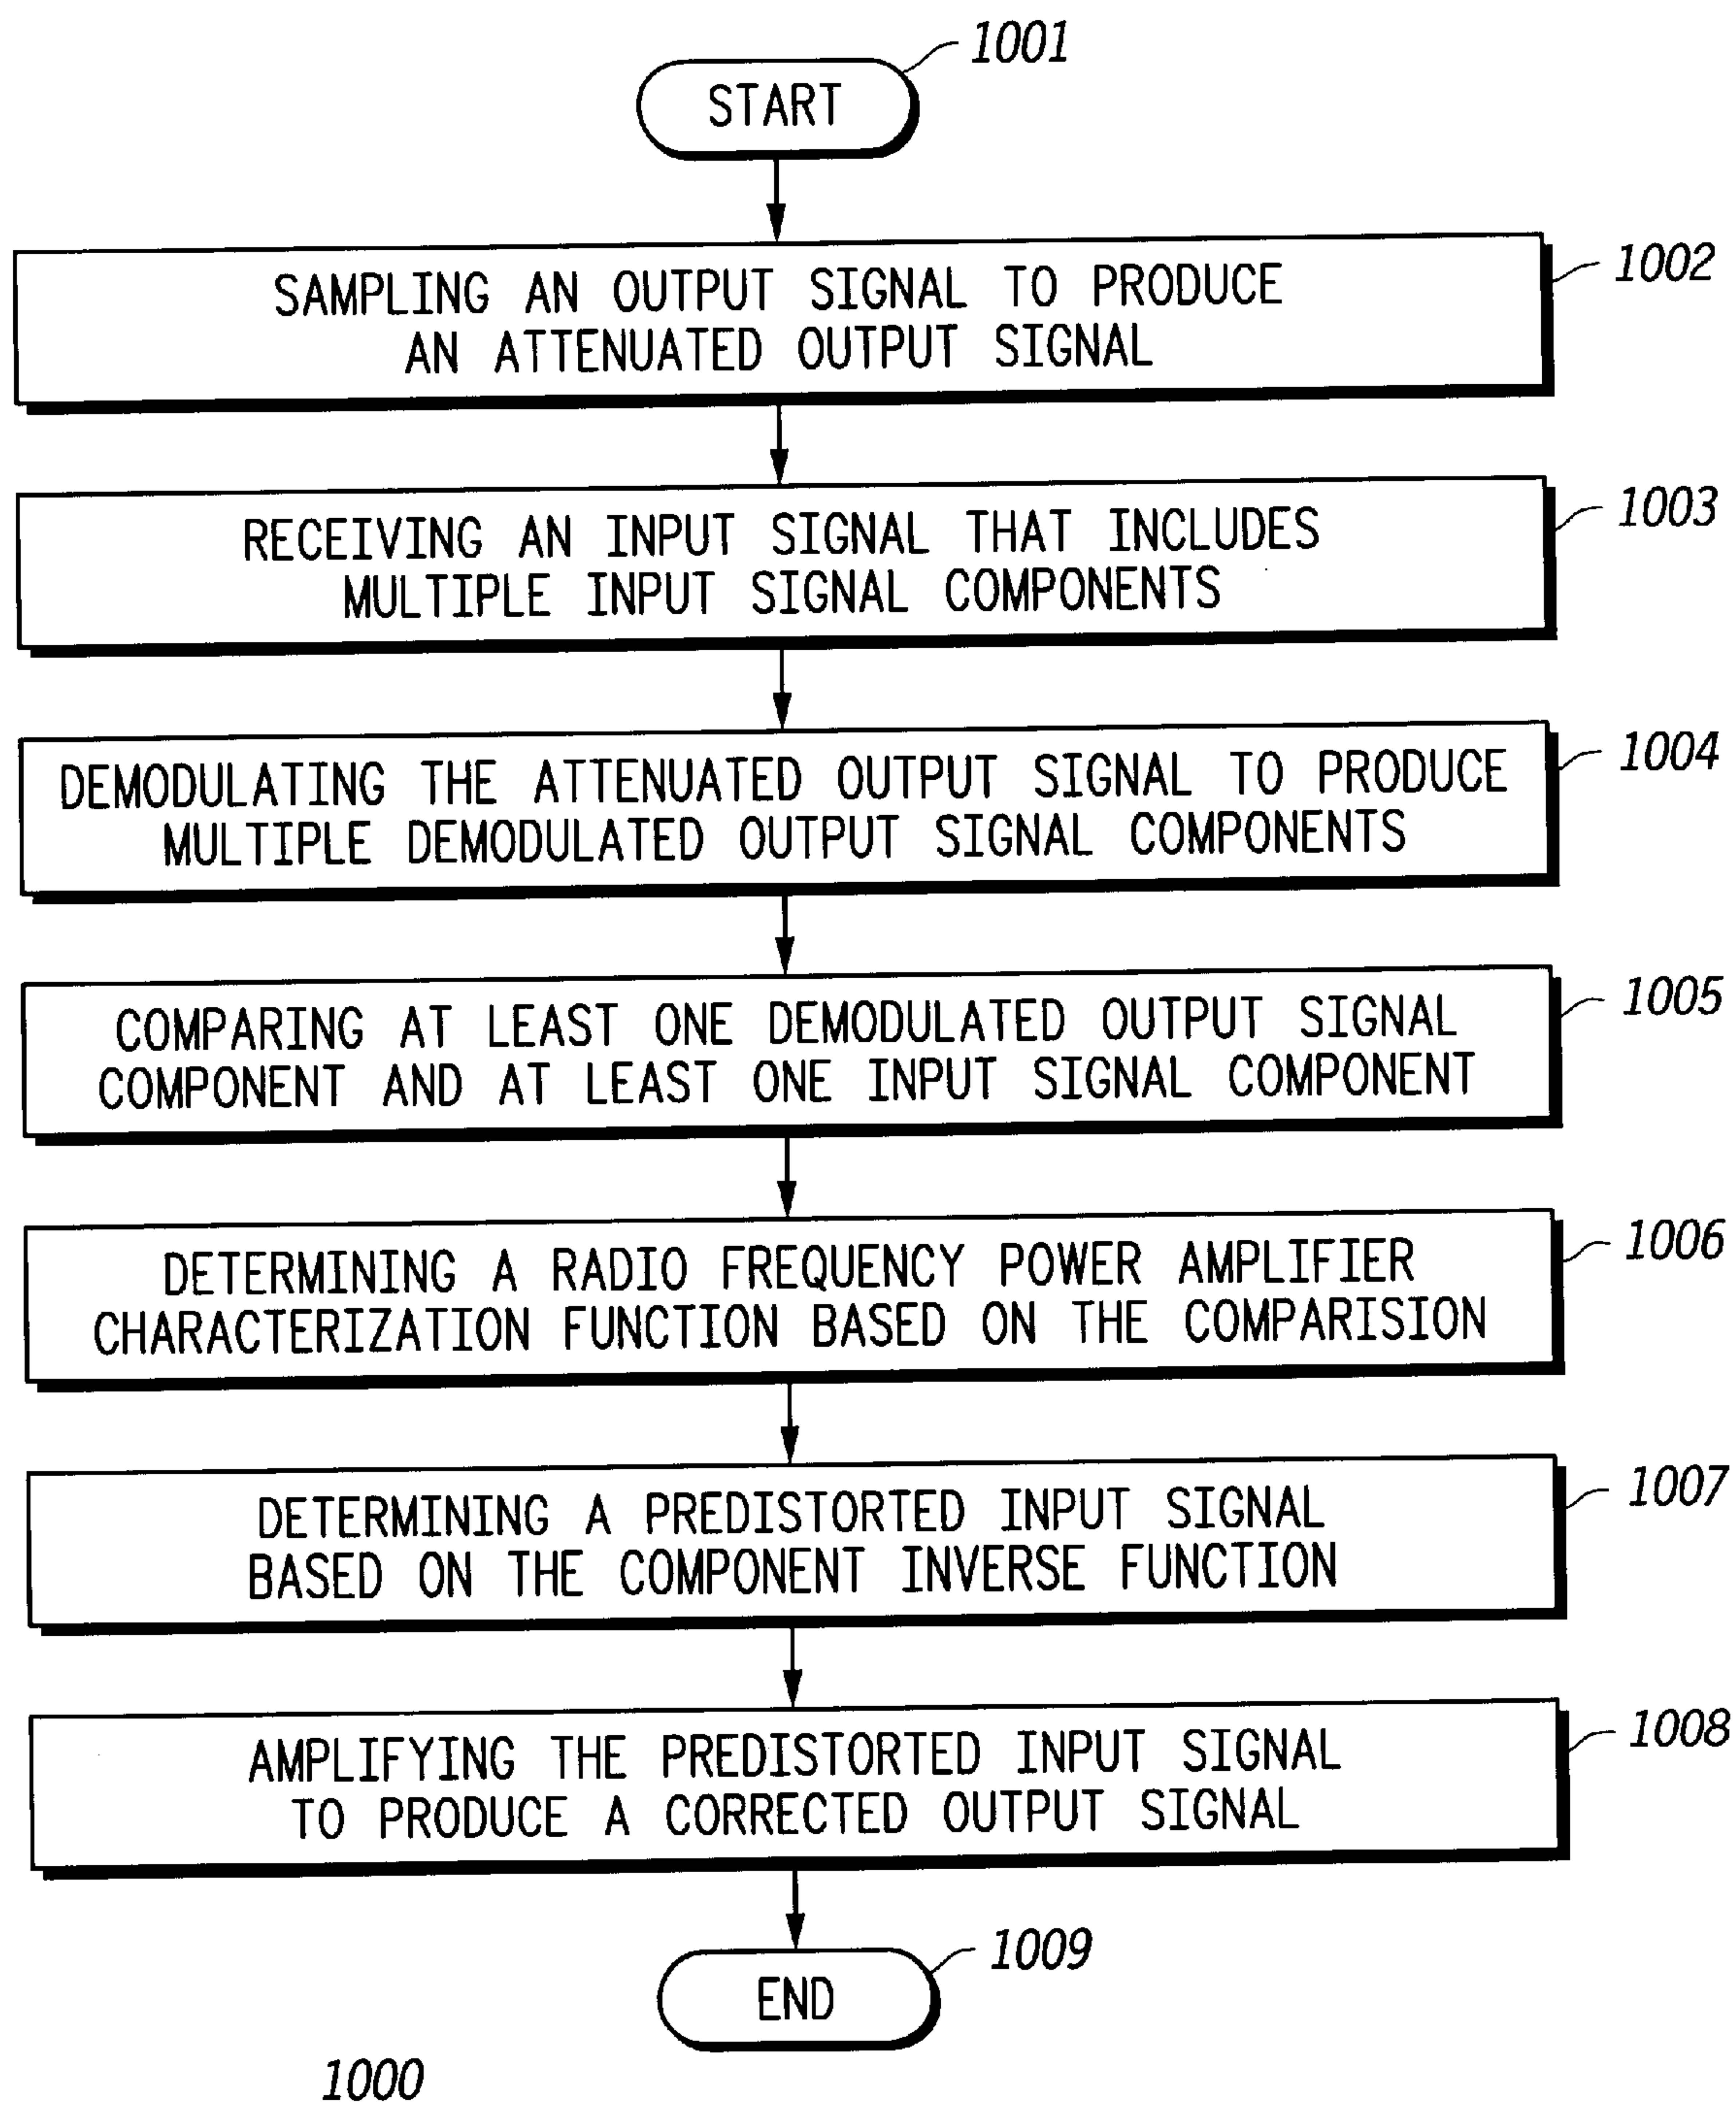 1001
START
1002
SAMPLING AN OUTPUT SIGNAL TO PRODUCE
AN ATTENUATED OUTPUT SIGNAL
1003
RECEIVING AN INPUT SIGNAL THAT INCLUDES
MULTIPLE INPUT SIGNAL COMPONENTS
1004
DEMODULATING THE ATTENUATED OUTPUT SIGNAL TO PRODUCE
MULTIPLE DEMODULATED OUTPUT SIGNAL COMPONENTS
1005
COMPARING AT LEAST ONE DEMODULATED OUTPUT SIGNAL
COMPONENT AND AT LEAST ONE INPUT SIGNAL COMPONENT
1006
DETERMINING A RADIO FREQUENCY POWER AMPLIFIER
CHARACTERIZATION FUNCTION BASED ON THE COMPARISION
1007
DETERMINING A PREDISTORTED INPUT SIGNAL
BASED ON THE COMPONENT INVERSE FUNCTION
1008
AMPLIFYING THE PREDISTORTED INPUT SIGNAL
TO PRODUCE A CORRECTED OUTPUT SIGNAL
1009
END
1000